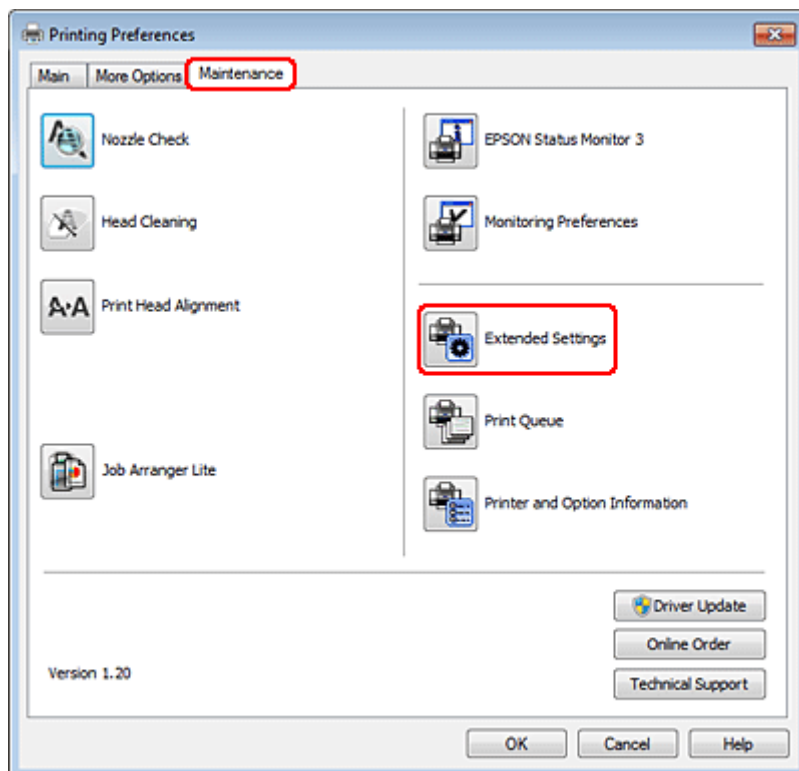 Printing Preferences
Main
More Options
Maintenance
Nozzle Check
Head Cleaning
A·A
Print Head Alignment
Job Arranger Lite
EPSON Status Monitor 3
Monitoring Preferences
Extended Settings
Print Queue
Printer and Option Information
Driver Update
Online Order
Version 1.20
Technical Support
OK
Cancel
Help